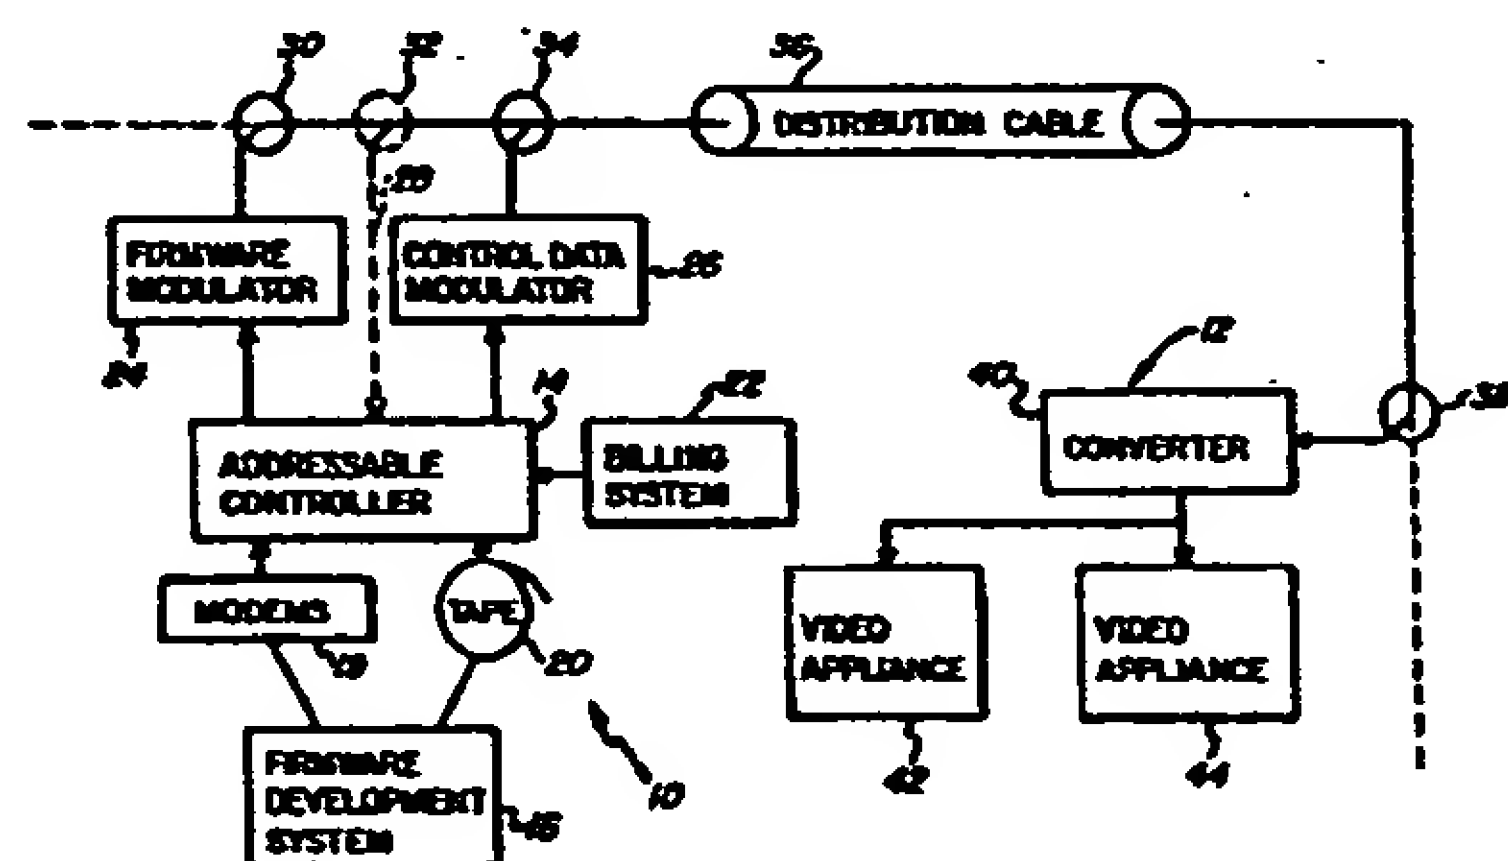 30
32
34
36
DISTRIBUTION CABLE
28
FIRMWARE
MODULATOR
CONTROL DATA
MODULATOR
26
24
12
14
22
40
38
ADDRESSABLE
CONTROLLER
BILLING
SYSTEM
CONVERTER
MODEMS
TAPE
20
VIDEO
APPLIANCE
VIDEO
APPLIANCE
FIRMWARE
DEVELOPMENT
SYSTEM
10
42
44
16